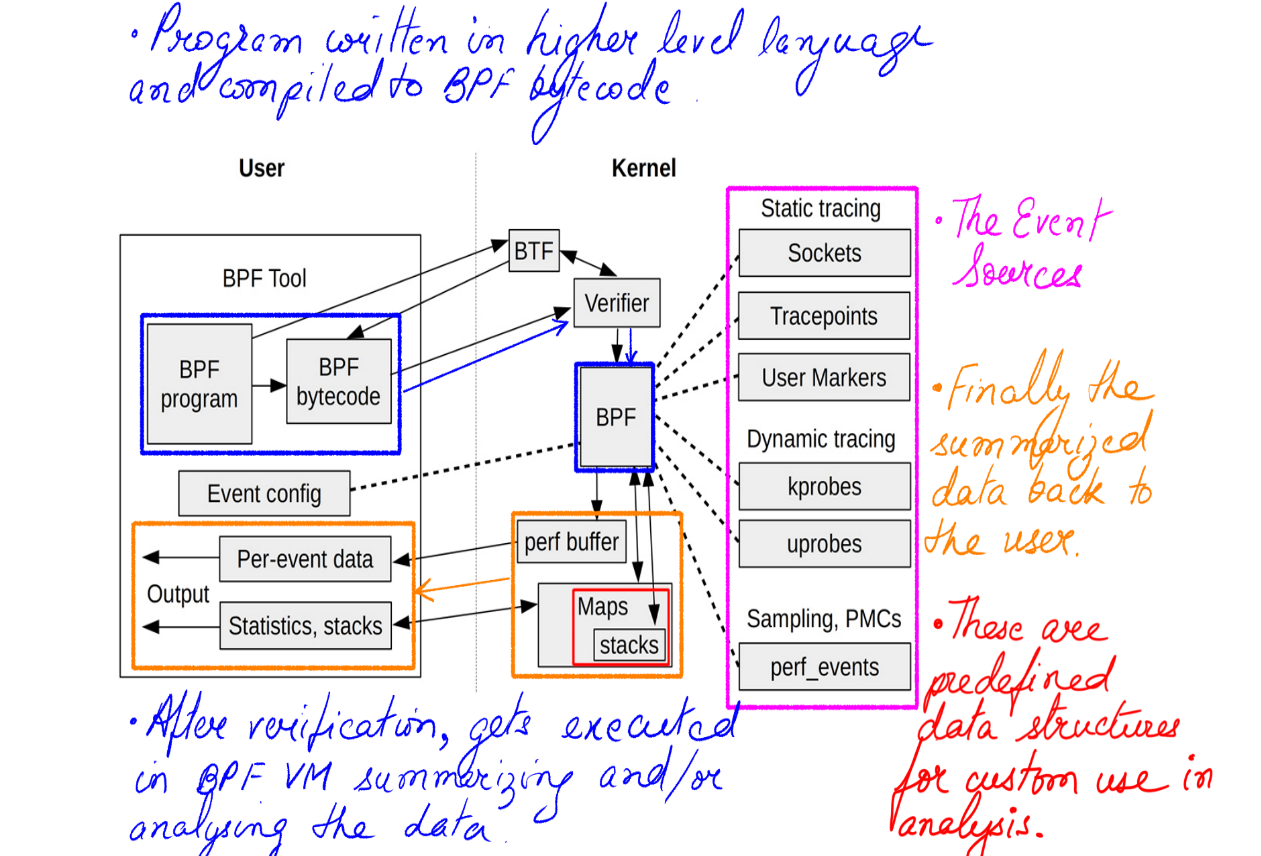 • Program written in higher level language
and compiled to BPF bytecode.
User
Kernel
BPF Tool
BPF
program
BPF
bytecode
Event config
Per-event data
Output
Statistics, stacks
BTF
Verifier
BPF
perf buffer
Maps
stacks
Static tracing
Sockets
Tracepoints
User Markers
Dynamic tracing
kprobes
uprobes
Sampling, PMCs
perf_events
• The Event
Sources
• Finally the
summarized
data back to
the user.
• These are
predefined
data structures
for custom use in
analysis.
• After verification, gets executed
in BPF VM summarizing and/or
analysing the data